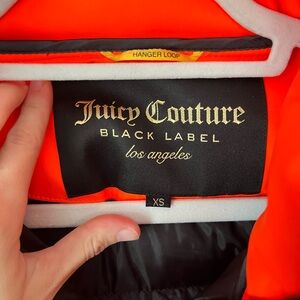 HANGER LOOP
Juicy Couture
BLACK LABEL
los angeles
XS